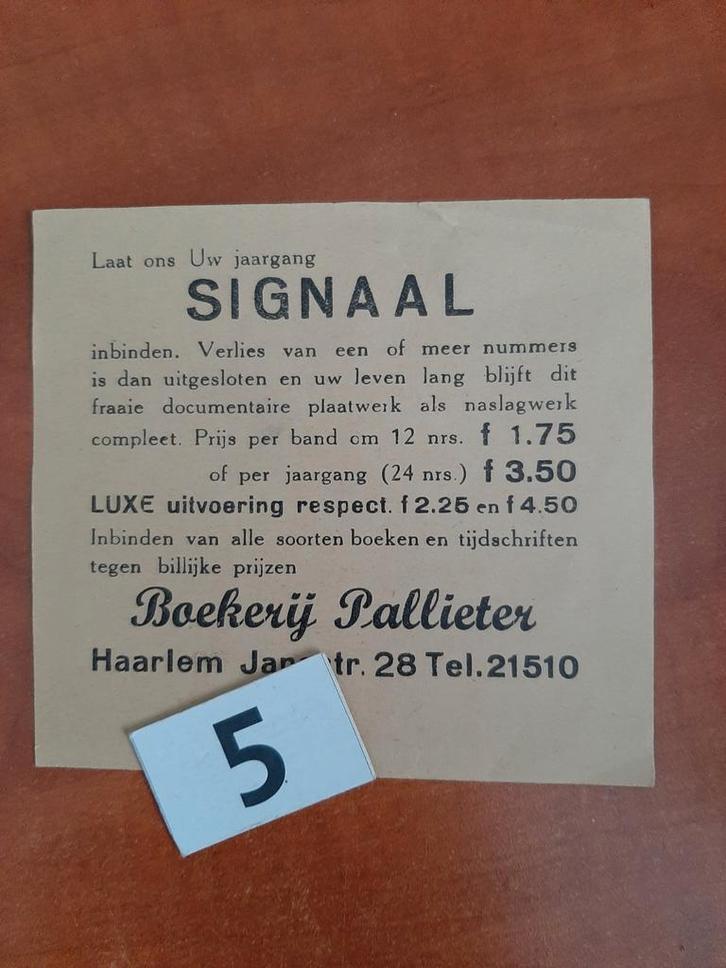 Laat ons Uw jaargang
SIGNAAL
inbinden. Verlies van een of meer nummers
is dan uitgesloten en uw leven lang blijft dit
fraaie documentaire plaatwerk als naslagwerk
compleet. Prijs per band om 12 nrs. f 1.75
of per jaargang (24 nrs.) f 3.50
LUXE uitvoering respect. f 2.25 en f 4.50
Inbinden van alle soorten boeken en tijdschriften
tegen billijke prijzen
Boekerij Pallieter
Haarlem 28 Tel. 21510
5